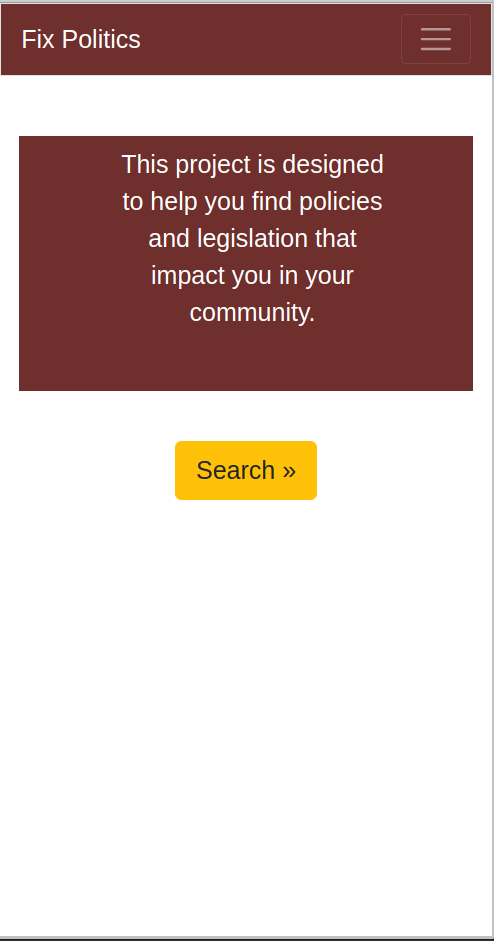 Fix Politics
This project is designed
to help you find policies
and legislation that
impact you in your
community.
Search »